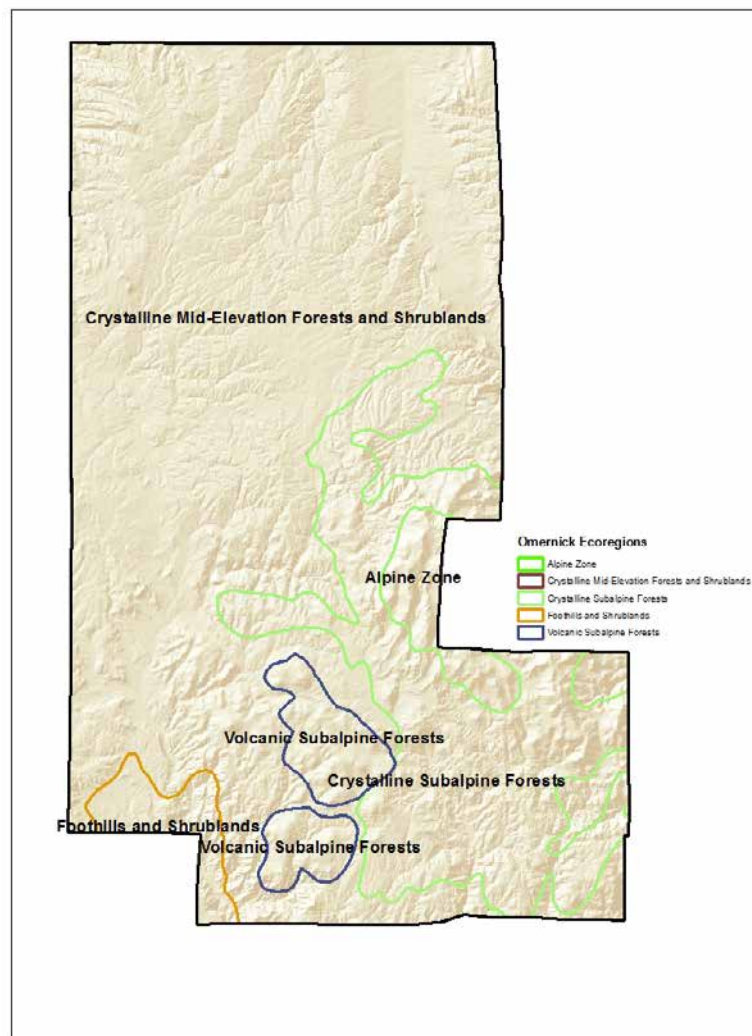 Crystalline Mid-Elevation Forests and Shrublands
Omernick Ecoregions
Alpine Zone
Crystalline Mid-Elevation Forests and Shrublands
Crystalline Subalpine Forests
Foothills and Shrublands
Volcanic Subalpine Forests
Alpine Zone
Volcanic Subalpine Forests
Crystalline Subalpine Forests
Foothills and Shrublands
Volcanic Subalpine Forests